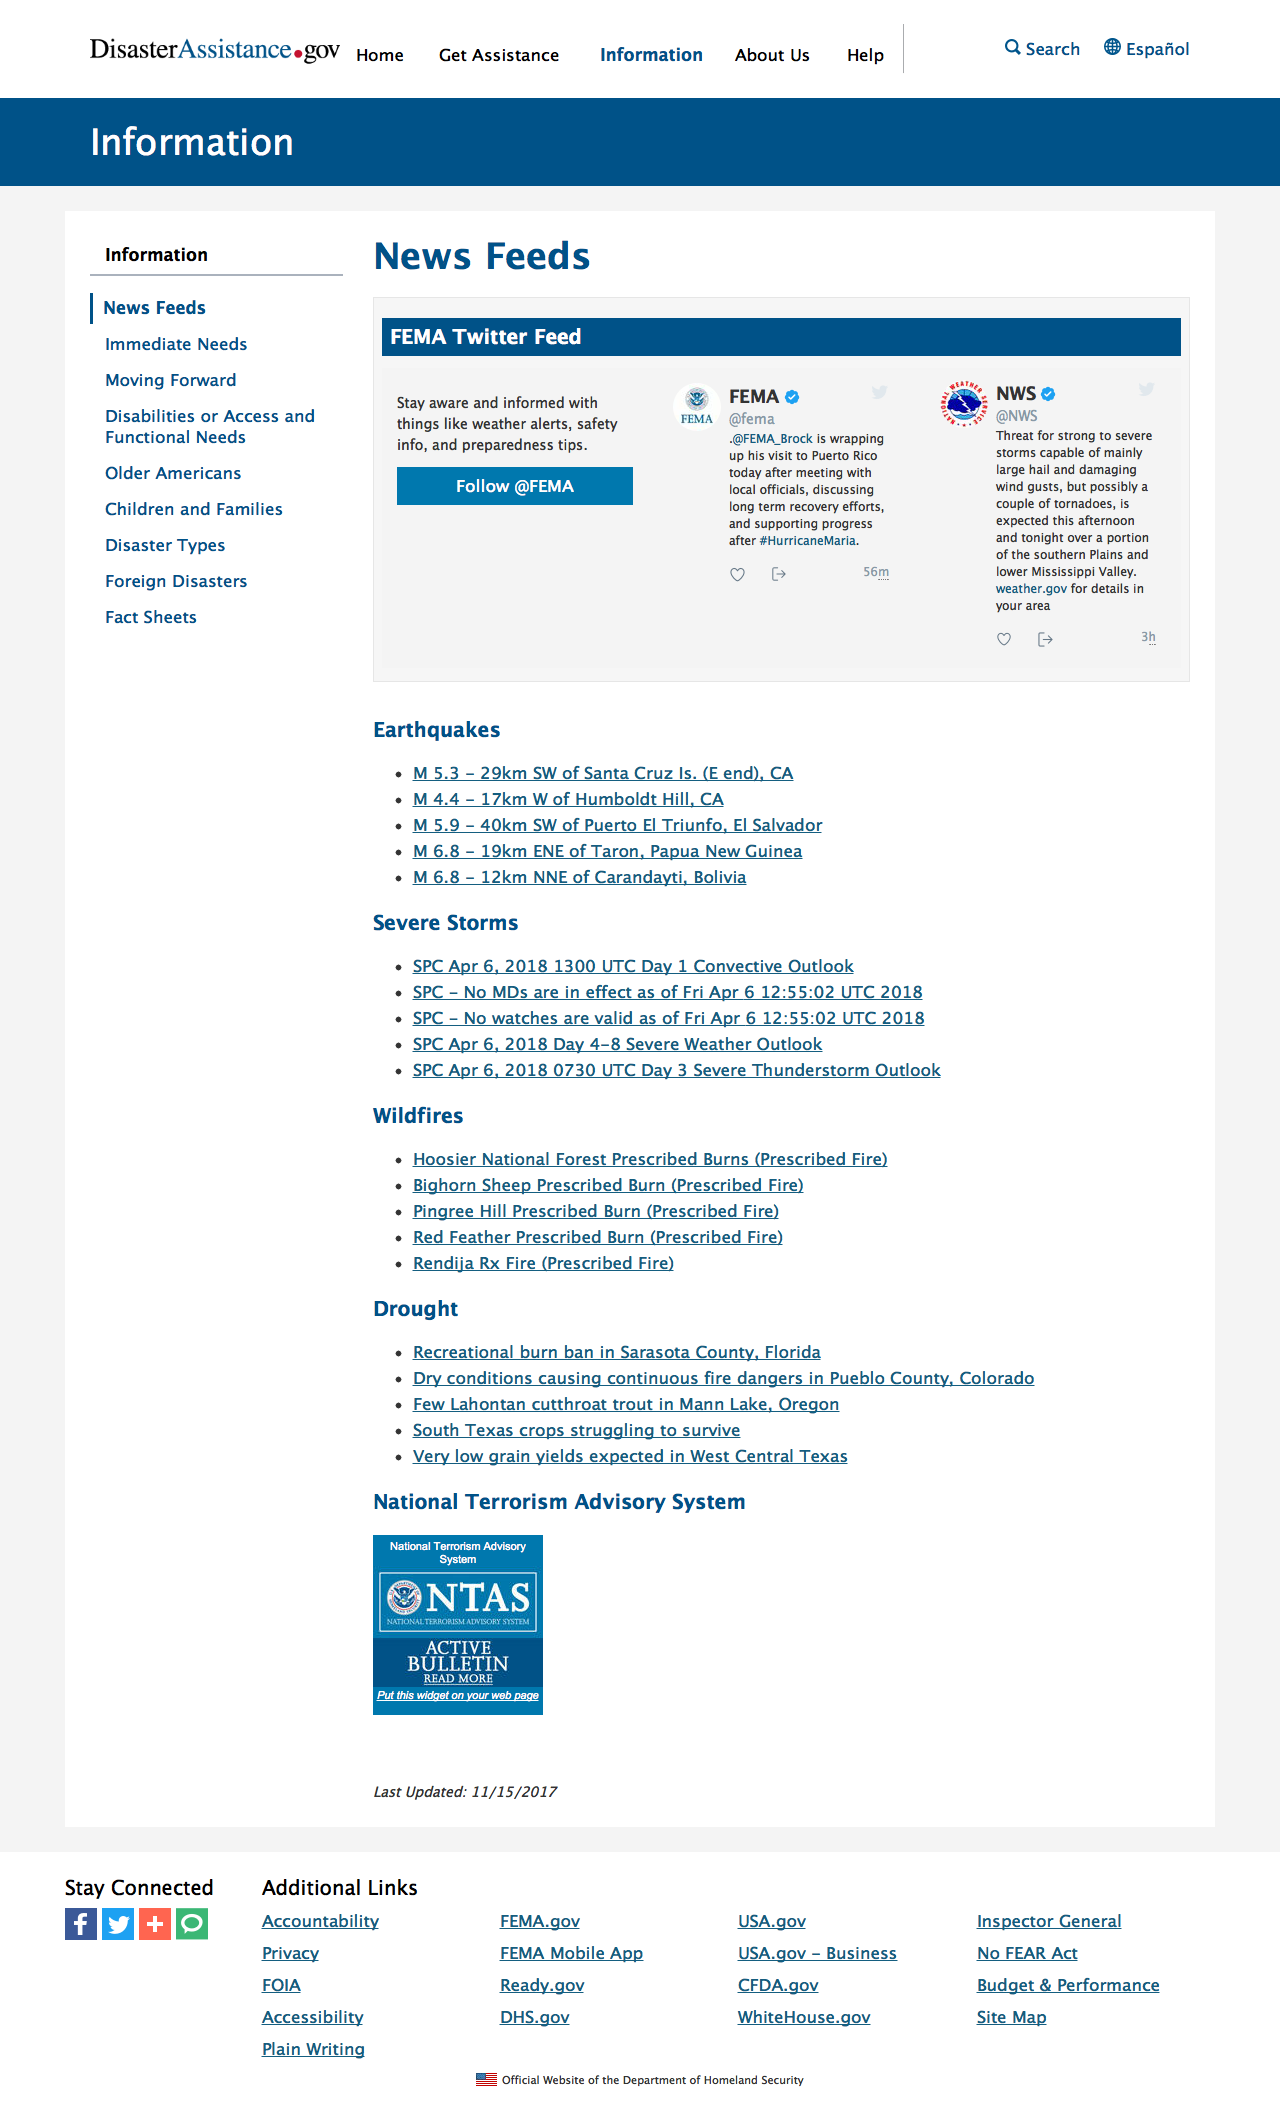 DisasterAssistance.gov Home Get Assistance Information About Us Help Search Español
Information
Information
News Feeds
Immediate Needs
Moving Forward
Disabilities or Access and
Functional Needs
Older Americans
Children and Families
Disaster Types
Foreign Disasters
Fact Sheets
News Feeds
FEMA Twitter Feed
Stay aware and informed with
things like weather alerts, safety
info, and preparedness tips.
Follow @FEMA
FEMA
FEMA
@fema
.@FEMA_Brock is wrapping
up his visit to Puerto Rico
today after meeting with
local officials, discussing
long term recovery efforts,
and supporting progress
after #HurricaneMaria.
56m
NWS
@NWS
Threat for strong to severe
storms capable of mainly
large hail and damaging
wind gusts, but possibly a
couple of tornadoes, is
expected this afternoon
and tonight over a portion
of the southern Plains and
lower Mississippi Valley.
weather.gov for details in
your area
3h
Earthquakes
• M 5.3 - 29km SW of Santa Cruz Is. (E end), CA
• M 4.4 - 17km W of Humboldt Hill, CA
• M 5.9 - 40km SW of Puerto El Triunfo, El Salvador
• M 6.8 - 19km ENE of Taron, Papua New Guinea
• M 6.8 - 12km NNE of Carandayti, Bolivia
Severe Storms
• SPC Apr 6, 2018 1300 UTC Day 1 Convective Outlook
• SPC - No MDs are in effect as of Fri Apr 6 12:55:02 UTC 2018
• SPC - No watches are valid as of Fri Apr 6 12:55:02 UTC 2018
• SPC Apr 6, 2018 Day 4-8 Severe Weather Outlook
• SPC Apr 6, 2018 0730 UTC Day 3 Severe Thunderstorm Outlook
Wildfires
• Hoosier National Forest Prescribed Burns (Prescribed Fire)
• Bighorn Sheep Prescribed Burn (Prescribed Fire)
• Pingree Hill Prescribed Burn (Prescribed Fire)
• Red Feather Prescribed Burn (Prescribed Fire)
• Rendija Rx Fire (Prescribed Fire)
Drought
• Recreational burn ban in Sarasota County, Florida
• Dry conditions causing continuous fire dangers in Pueblo County, Colorado
• Few Lahontan cutthroat trout in Mann Lake, Oregon
• South Texas crops struggling to survive
• Very low grain yields expected in West Central Texas
National Terrorism Advisory System
National Terrorism Advisory
System
NTAS
NATIONAL TERRORISM ADVISORY SYSTEM
ACTIVE
BULLETIN
READ MORE
Put this widget on your web page
Last Updated: 11/15/2017
Stay Connected
Additional Links
Accountability FEMA.gov USA.gov Inspector General
Privacy FEMA Mobile App USA.gov - Business No FEAR Act
FOIA Ready.gov CFDA.gov Budget & Performance
Accessibility DHS.gov WhiteHouse.gov Site Map
Plain Writing
Official Website of the Department of Homeland Security